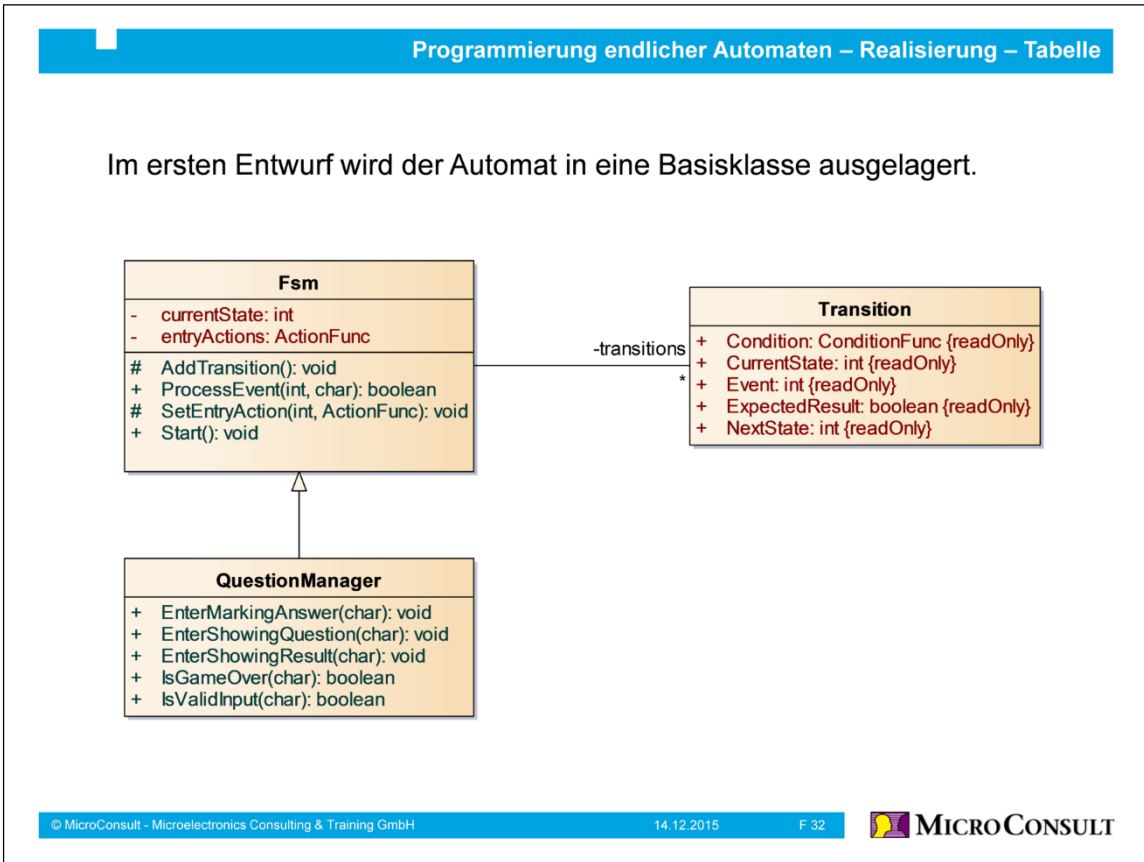 Programmierung endlicher Automaten – Realisierung – Tabelle
Im ersten Entwurf wird der Automat in eine Basisklasse ausgelagert.
Fsm
- currentState: int
- entryActions: ActionFunc
# AddTransition(): void
+ ProcessEvent(int, char): boolean
# SetEntryAction(int, ActionFunc): void
+ Start(): void
-transitions
*
Transition
+ Condition: ConditionFunc {readOnly}
+ CurrentState: int {readOnly}
+ Event: int {readOnly}
+ ExpectedResult: boolean {readOnly}
+ NextState: int {readOnly}
QuestionManager
+ EnterMarkingAnswer(char): void
+ EnterShowingQuestion(char): void
+ EnterShowingResult(char): void
+ IsGameOver(char): boolean
+ IsValidInput(char): boolean
© MicroConsult - Microelectronics Consulting & Training GmbH 14.12.2015 F 32
MICROCONSULT